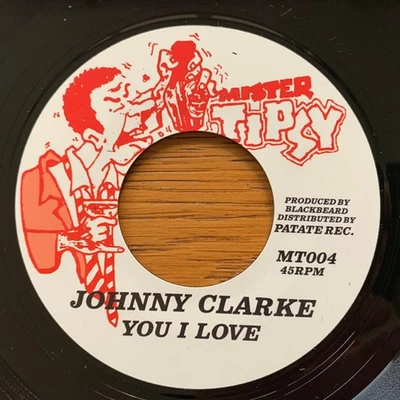 MISTER
TIPSY
PRODUCED BY
BLACKBEARD
DISTRIBUTED BY
PATATE REC.
MT004
45RPM
JOHNNY CLARKE
YOU I LOVE